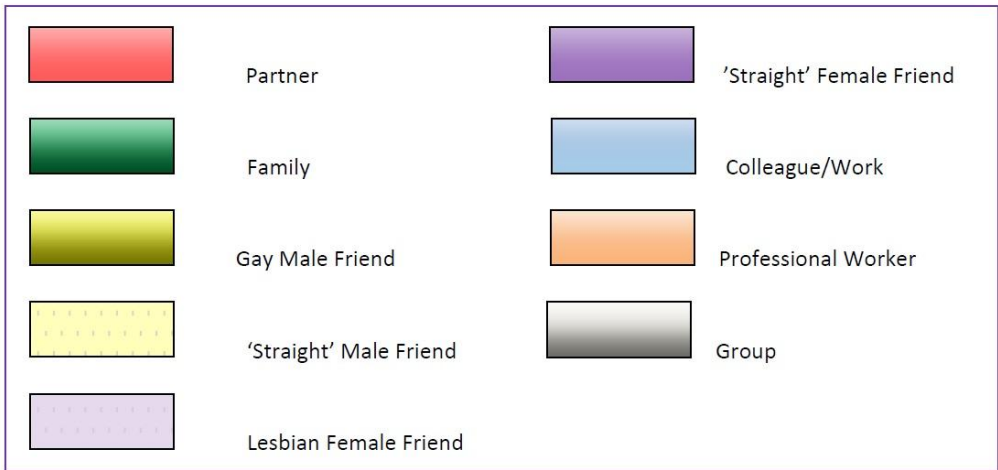 Partner
Family
Gay Male Friend
‘Straight’ Male Friend
Lesbian Female Friend
’Straight’ Female Friend
Colleague/Work
Professional Worker
Group